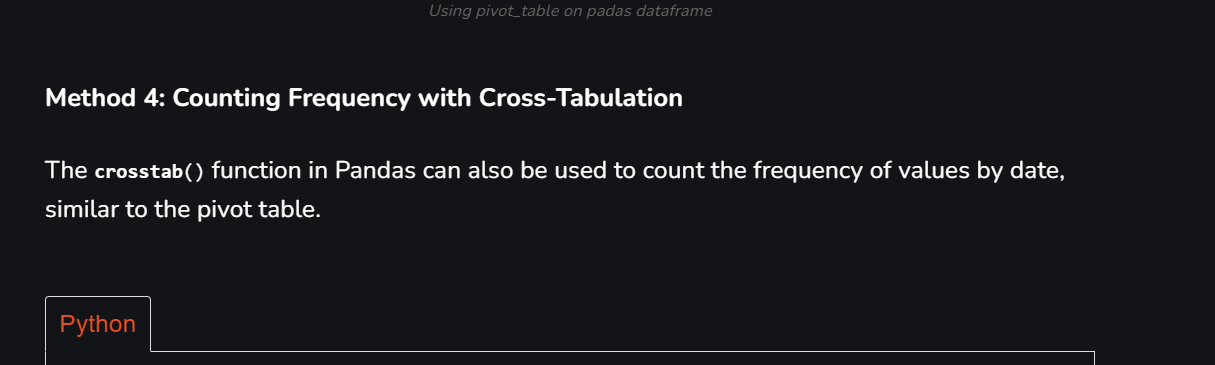 Using pivot_table on padas dataframe
Method 4: Counting Frequency with Cross-Tabulation
The crosstab() function in Pandas can also be used to count the frequency of values by date,
similar to the pivot table.
Python